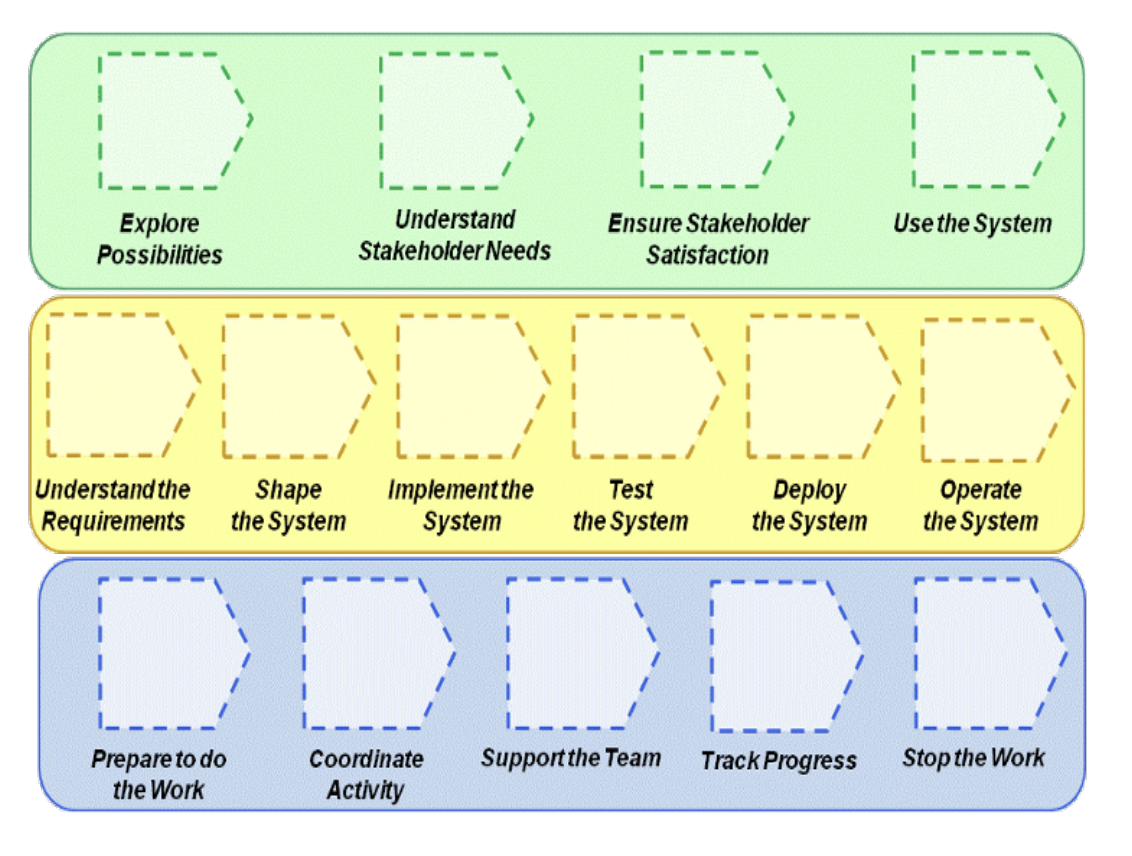 Explore
Possibilities
Understand
Stakeholder Needs
Ensure Stakeholder
Satisfaction
Use the System
Understand the
Requirements
Shape
the System
Implement the
System
Test
the System
Deploy
the System
Operate
the System
Prepare to do
the Work
Coordinate
Activity
Support the Team
Track Progress
Stop the Work